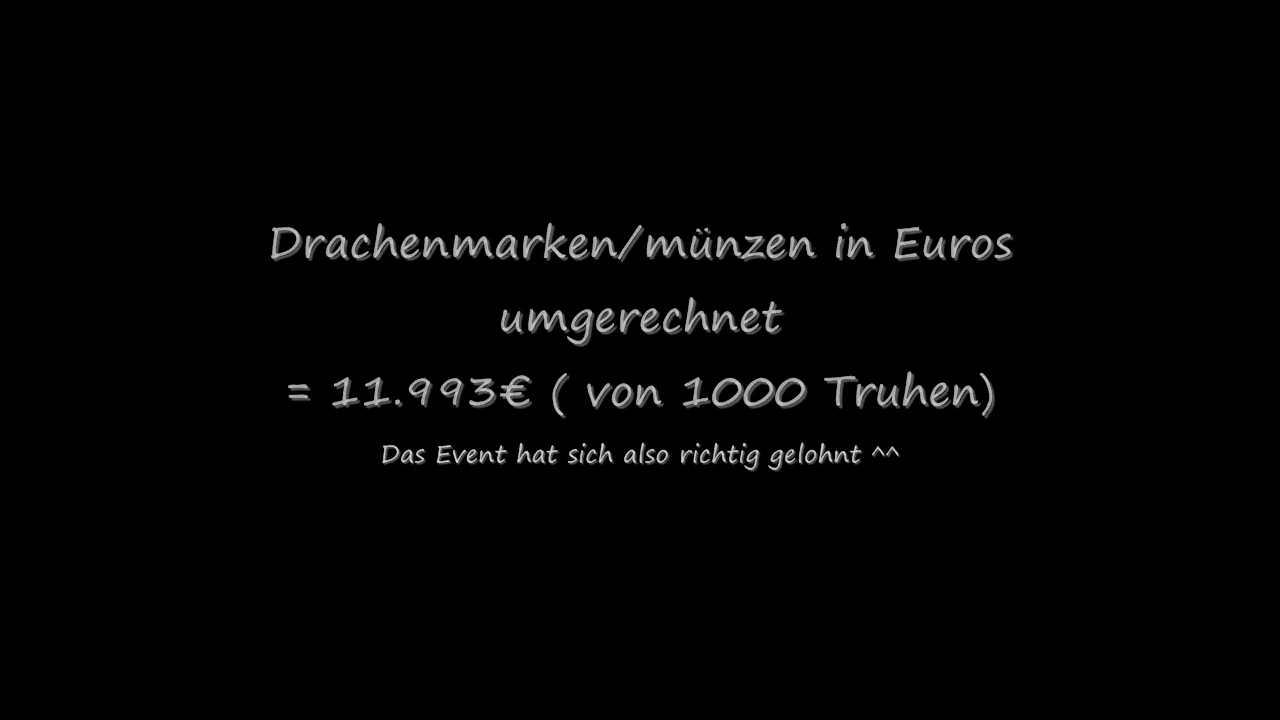 Drachenmarken/münzen in Euros
umgerechnet
= 11.993€ ( von 1000 Truhen)
Das Event hat sich also richtig gelohnt ^^